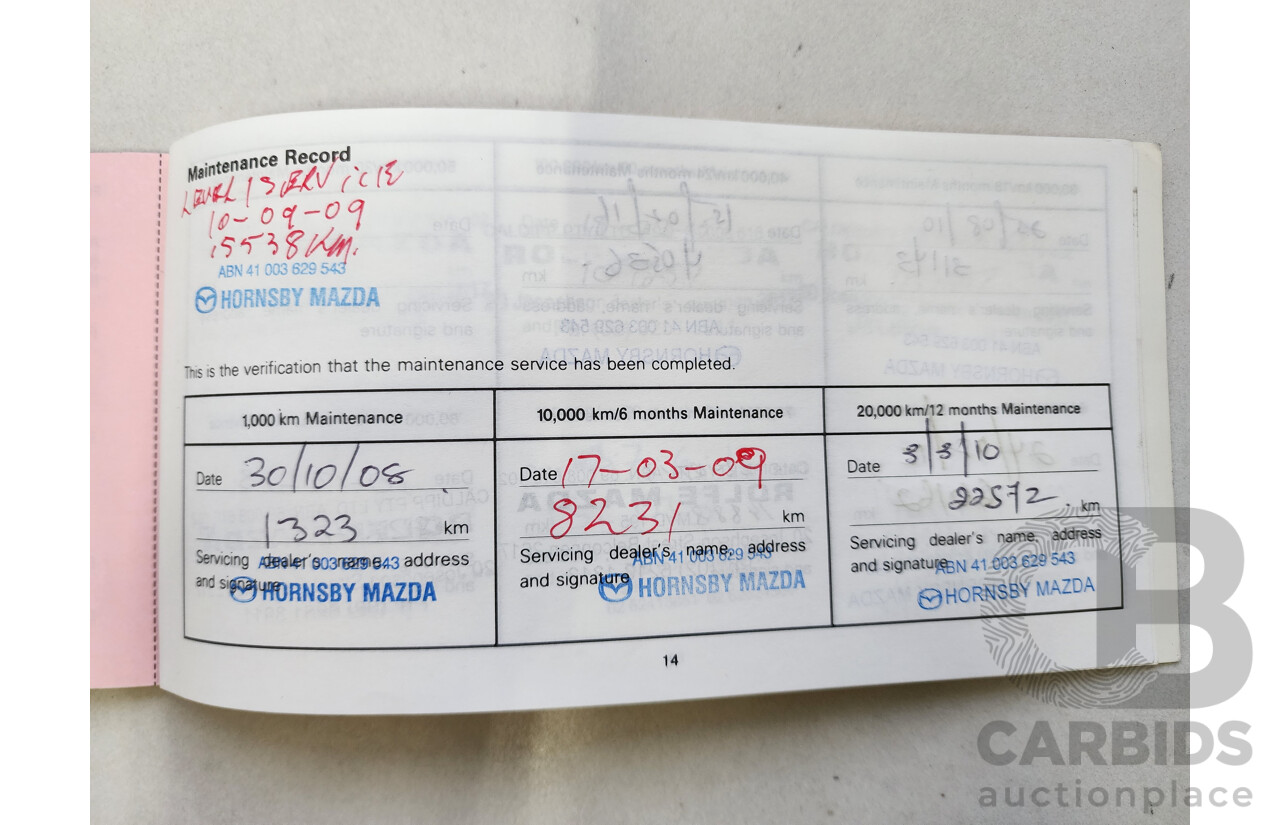 Maintenance Record
LEVEL 1 SERVICE
10-09-09
15538 Km.
ABN 41 003 629 543
HORNSBY MAZDA
This is the verification that the maintenance service has been completed.
1,000 km Maintenance
Date 30/10/08
1323 km
Servicing dealer's name, address
and signature
ABN 41 003 629 543
HORNSBY MAZDA
10,000 km/6 months Maintenance
Date 17-03-09
8231 km
Servicing dealer's name, address
and signature
ABN 41 003 629 543
HORNSBY MAZDA
20,000 km/12 months Maintenance
Date 3/3/10
22572 km
Servicing dealer's name, address
and signature
ABN 41 003 629 543
HORNSBY MAZDA
14
CARBIDS
auctionplace